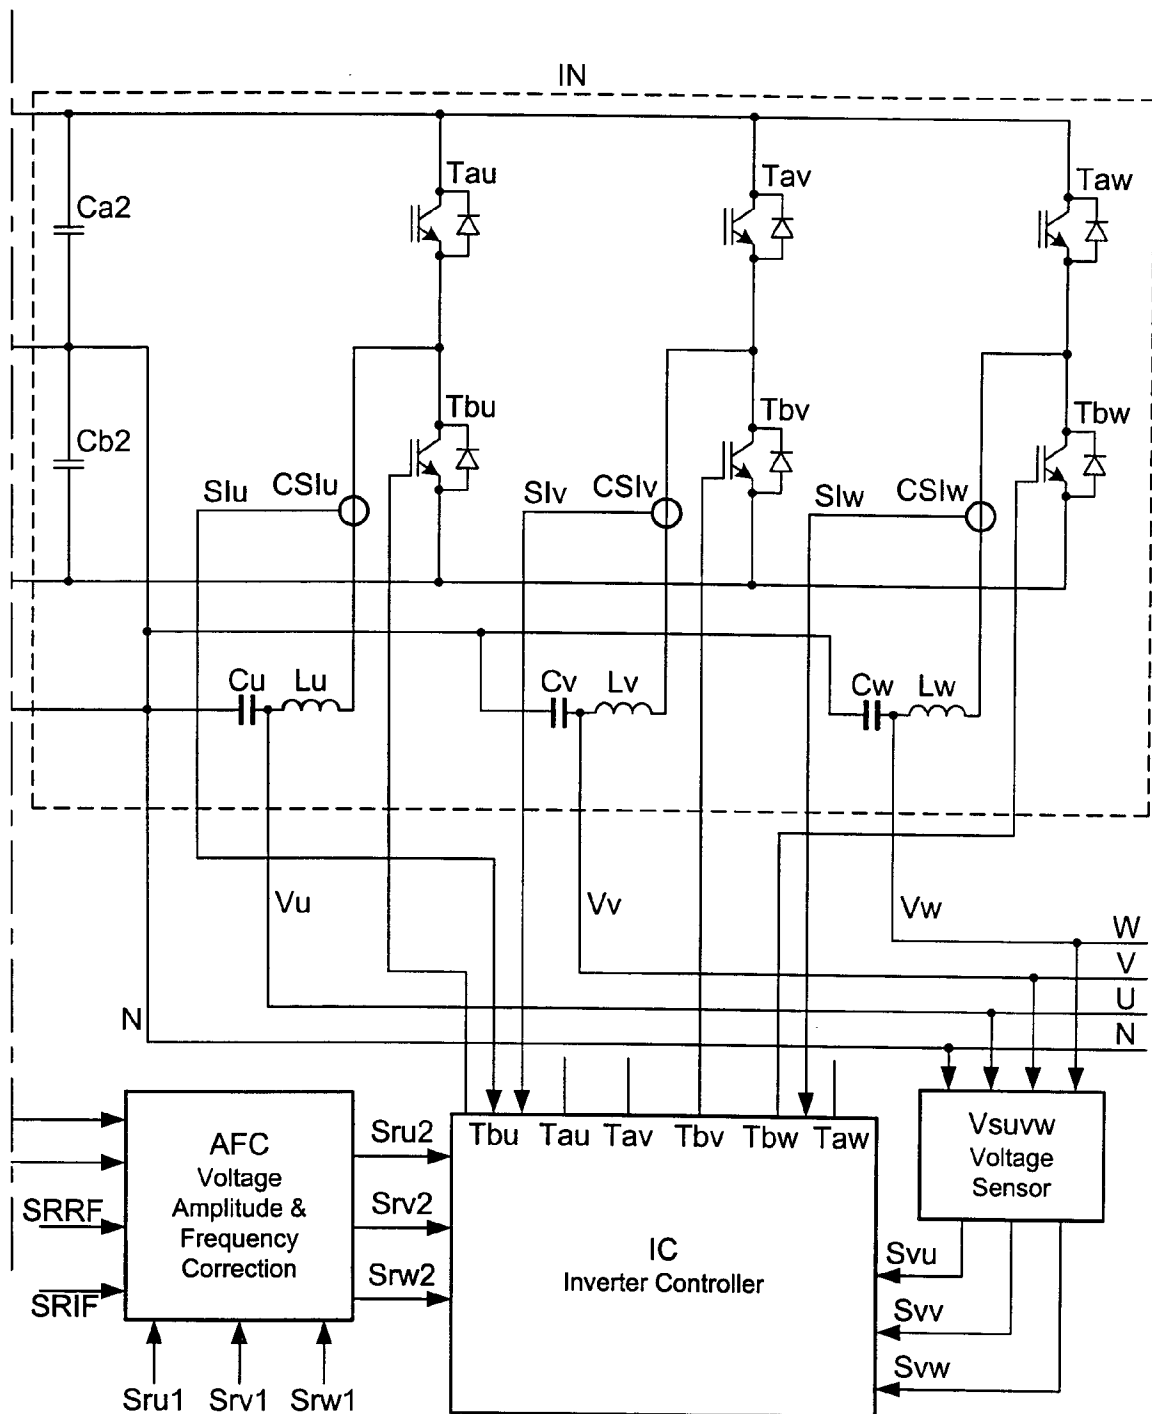 IN
Tau
Tav
Taw
Ca2
Tbu
Tbv
Tbw
Cb2
SIu
CSIu
SIv
CSIv
SIw
CSIw
Cu
Lu
Cv
Lv
Cw
Lw
Vu
Vv
Vw
W
V
U
N
N
Tbu
Tau
Tav
Tbv
Tbw
Taw
AFC
Voltage
Amplitude &
Frequency
Correction
SRRF
SRIF
Sru1
Srv1
Srw1
Sru2
Srv2
Srw2
IC
Inverter Controller
Vsuvw
Voltage
Sensor
Svu
Svv
Svw